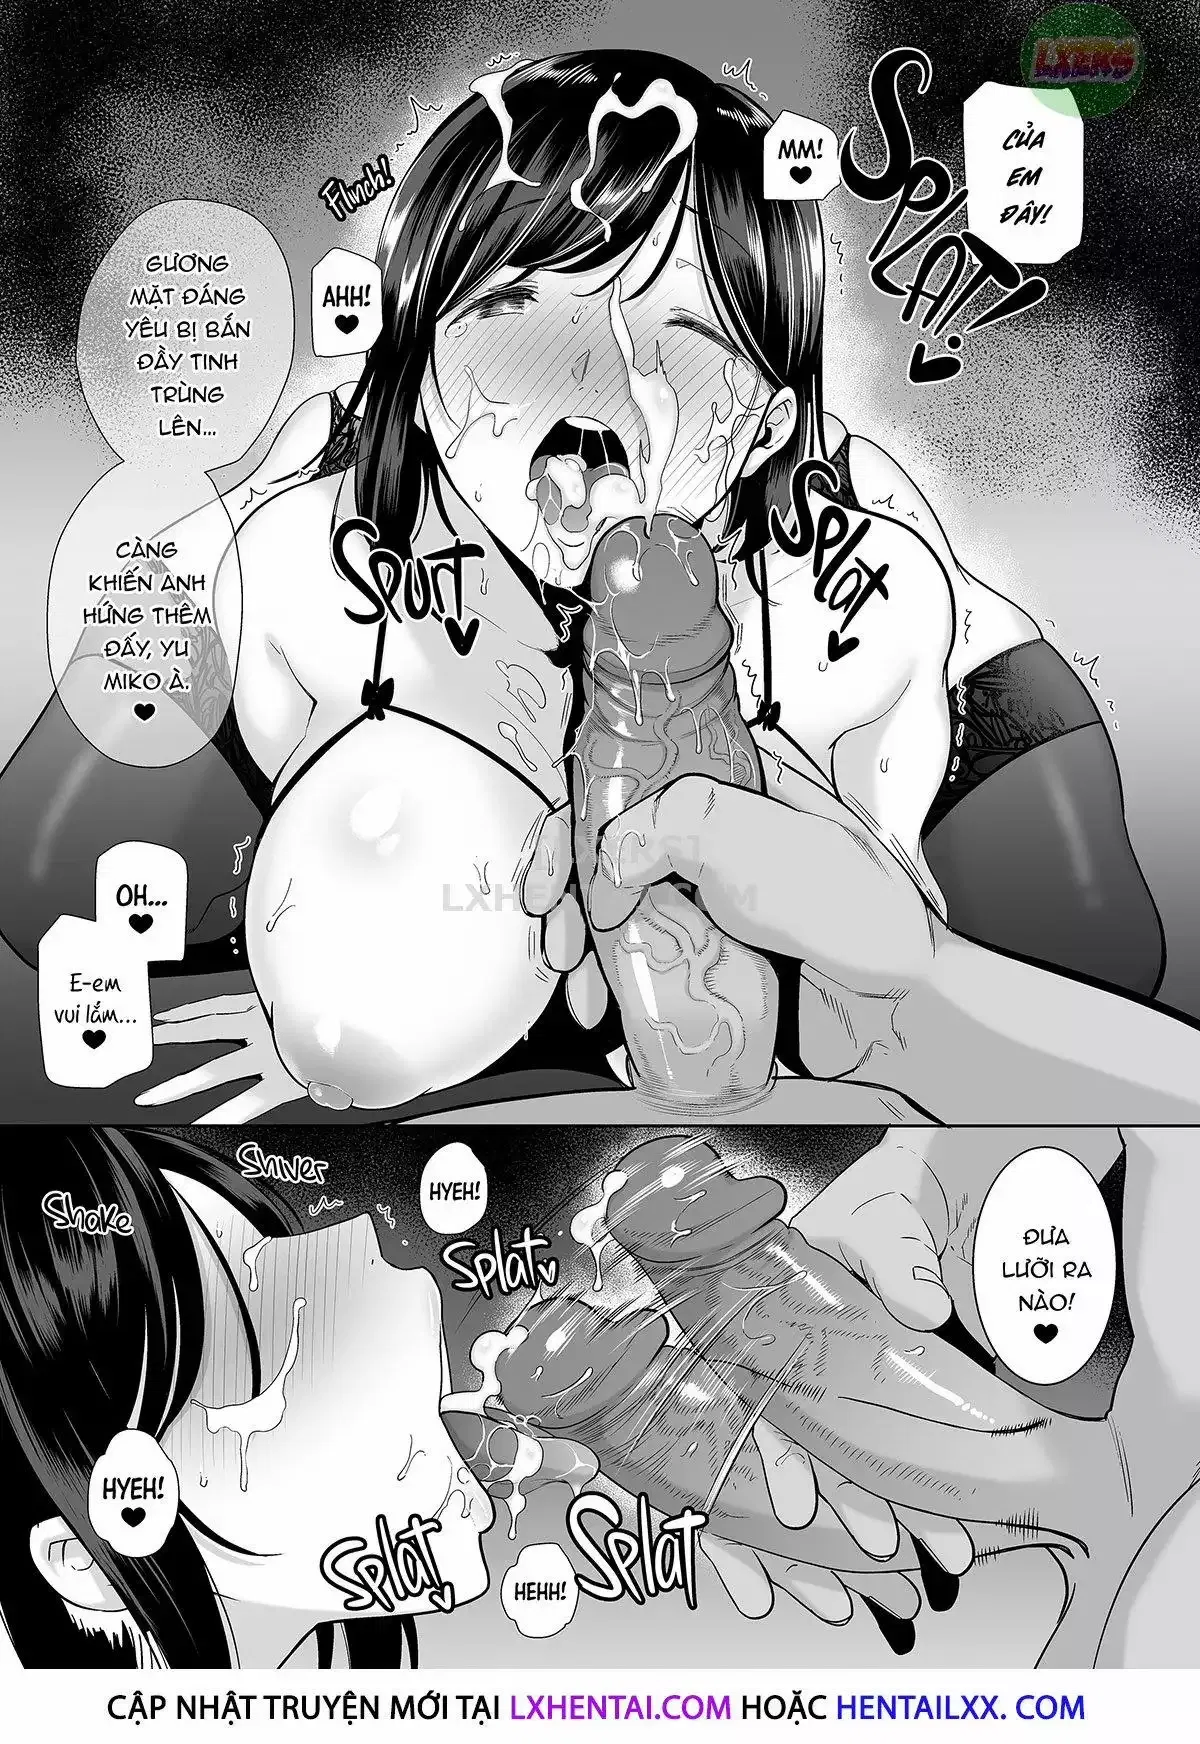 LXERS
CỦA
EM
ĐÂY!
MM!
SPLAT!
Flinch!
AHH!
GƯƠNG
MẶT ĐÁNG
YÊU BỊ BẮN
ĐẦY TINH
TRÙNG
LÊN...
CÀNG
KHIẾN ANH
HỨNG THÊM
ĐẤY, YU
MIKO À.
Spurt
Splat
[LXERS]
LXHENTAI.COM
OH...
E-em
vui lắm...
Shiver
Shake
HYEH!
Splat
ĐƯA
LƯỠI RA
NÀO!
HYEH!
Splat
HEHH!
Splat
CẬP NHẬT TRUYỆN MỚI TẠI LXHENTAI.COM HOẶC HENTAILXX. COM